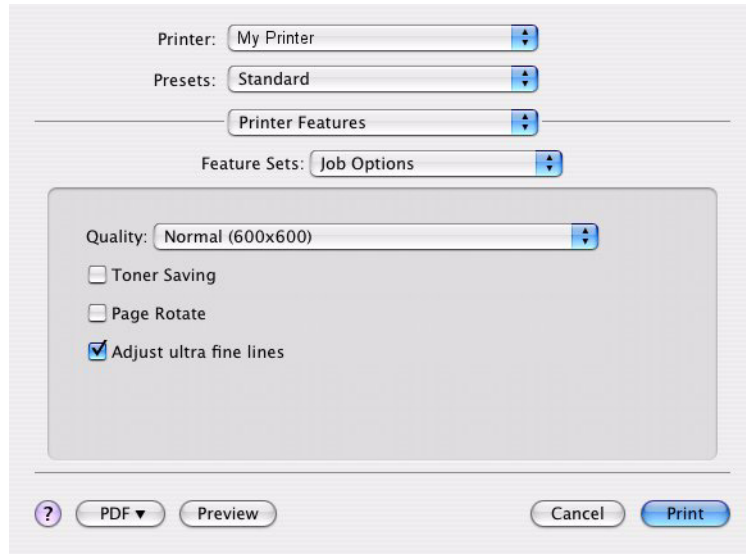 Printer: My Printer
Presets: Standard
Printer Features
Feature Sets: Job Options
Quality: Normal (600x600)
Toner Saving
Page Rotate
Adjust ultra fine lines
? PDF ▼ Preview Cancel Print